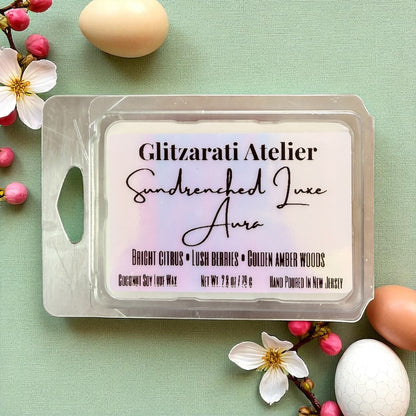 Glitzarati Atelier
Sundrenched Luxe
Aura
BRIGHT CITRUS • LUSH BERRIES • GOLDEN AMBER WOODS
COCONUT SOY LUXE WAX NET WT. 2.8 OZ / 79 G HAND POURED IN NEW JERSEY